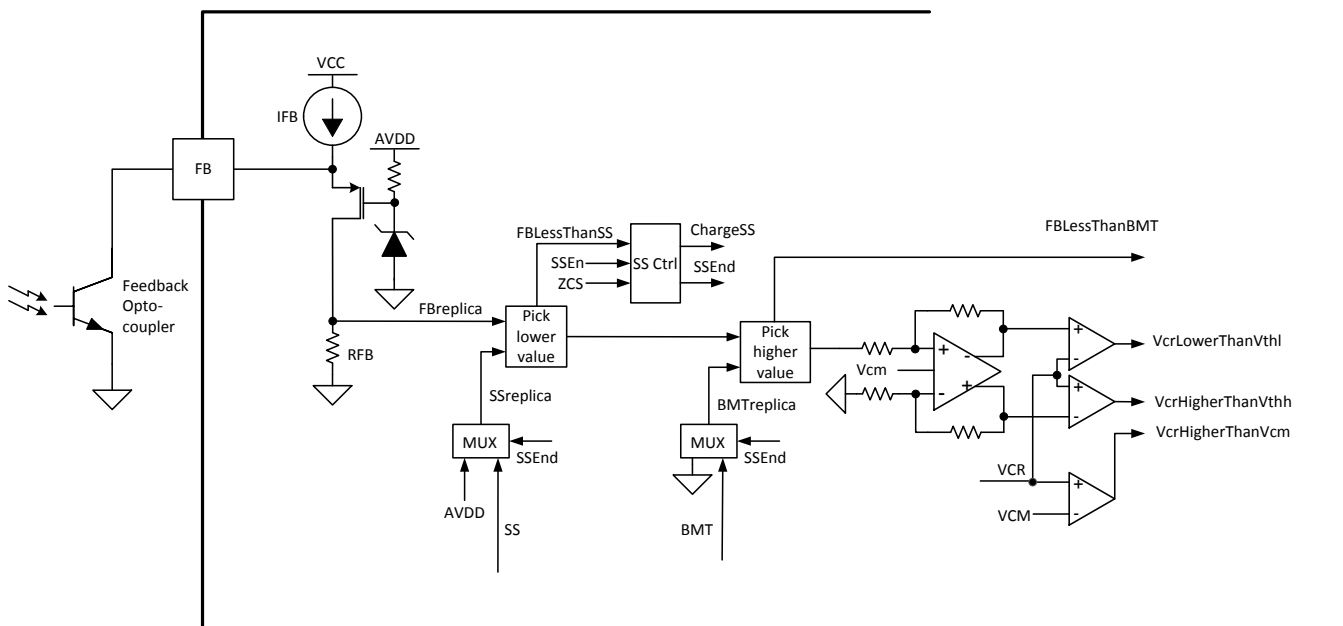 VCC
IFB
AVDD
FB
Feedback
Opto-
coupler
FBreplica
RFB
FBLessThanSS
SSEn
ZCS
SS Ctrl
ChargeSS
SSEnd
Pick
lower
value
SSreplica
MUX
SSEnd
AVDD
SS
FBLessThanBMT
Pick
higher
value
BMTreplica
MUX
SSEnd
BMT
Vcm
+
-
-
+
+
-
VcrLowerThanVthl
+
-
VcrHigherThanVthh
VcrHigherThanVcm
VCR
+
VCM
-